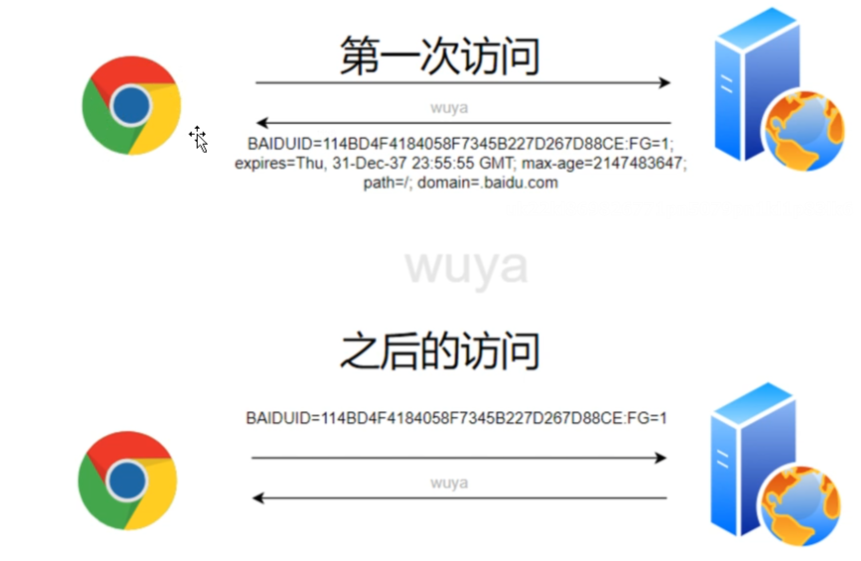 第一次访问
wuya
BAIDUID=114BD4F4184058F7345B227D267D88CE:FG=1;
expires=Thu, 31-Dec-37 23:55:55 GMT; max-age=2147483647;
path=/; domain=.baidu.com
wuya
之后的访问
BAIDUID=114BD4F4184058F7345B227D267D88CE:FG=1
wuya